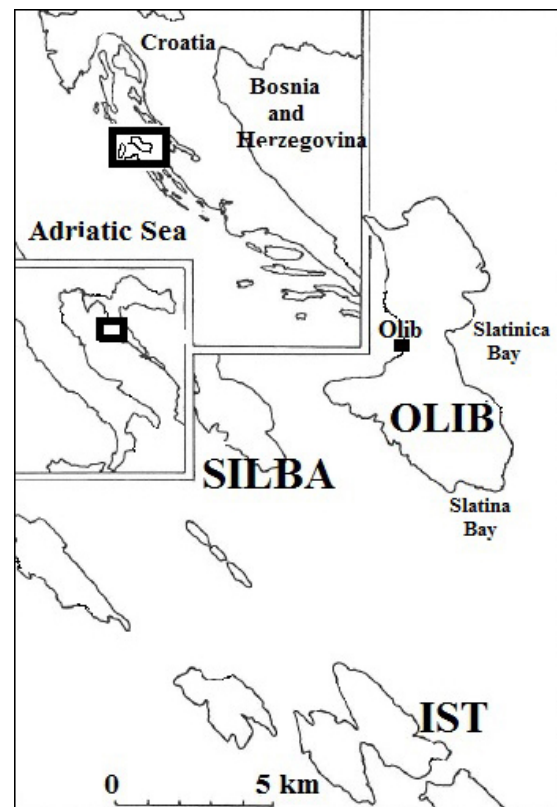 Croatia
Bosnia
and
Herzegovina
Adriatic Sea
Olib
Slatinica
Bay
OLIB
SILBA
Slatina
Bay
IST
0 5 km